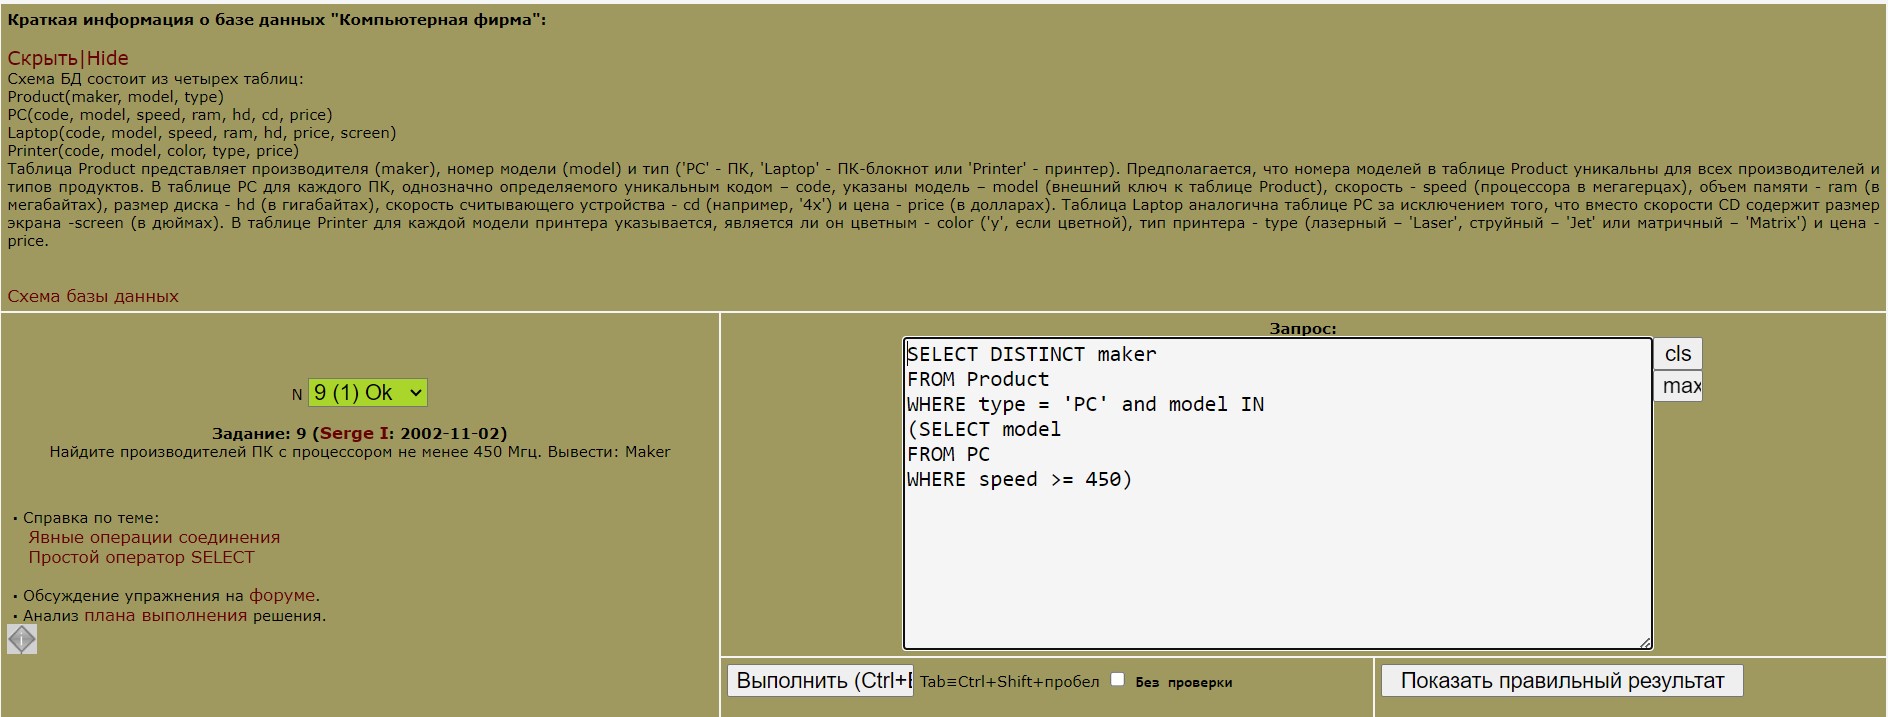 Краткая информация о базе данных "Компьютерная фирма":
Скрыть|Hide
Схема БД состоит из четырех таблиц:
Product(maker, model, type)
PC(code, model, speed, ram, hd, cd, price)
Laptop(code, model, speed, ram, hd, price, screen)
Printer(code, model, color, type, price)
Таблица Product представляет производителя (maker), номер модели (model) и тип ('PC' - ПК, 'Laptop' - ПК-блокнот или 'Printer' - принтер). Предполагается, что номера моделей в таблице Product уникальны для всех производителей и
типов продуктов. В таблице PC для каждого ПК, однозначно определяемого уникальным кодом – code, указаны модель – model (внешний ключ к таблице Product), скорость - speed (процессора в мегагерцах), объем памяти - ram (в
мегабайтах), размер диска - hd (в гигабайтах), скорость считывающего устройства - cd (например, '4x') и цена - price (в долларах). Таблица Laptop аналогична таблице РС за исключением того, что вместо скорости CD содержит размер
экрана -screen (в дюймах). В таблице Printer для каждой модели принтера указывается, является ли он цветным - color ('y', если цветной), тип принтера - type (лазерный – 'Laser', струйный – 'Jet' или матричный – 'Matrix') и цена -
price.
Схема базы данных
N 9 (1) Ok
Задание: 9 (Serge I: 2002-11-02)
Найдите производителей ПК с процессором не менее 450 Мгц. Вывести: Maker
· Справка по теме:
Явные операции соединения
Простой оператор SELECT
· Обсуждение упражнения на форуме.
· Анализ плана выполнения решения.
Запрос:
SELECT DISTINCT maker
FROM Product
WHERE type = 'PC' and model IN
(SELECT model
FROM PC
WHERE speed >= 450)
cls
max
Выполнить (Ctrl+E Tab≡Ctrl+Shift+пробел Без проверки
Показать правильный результат